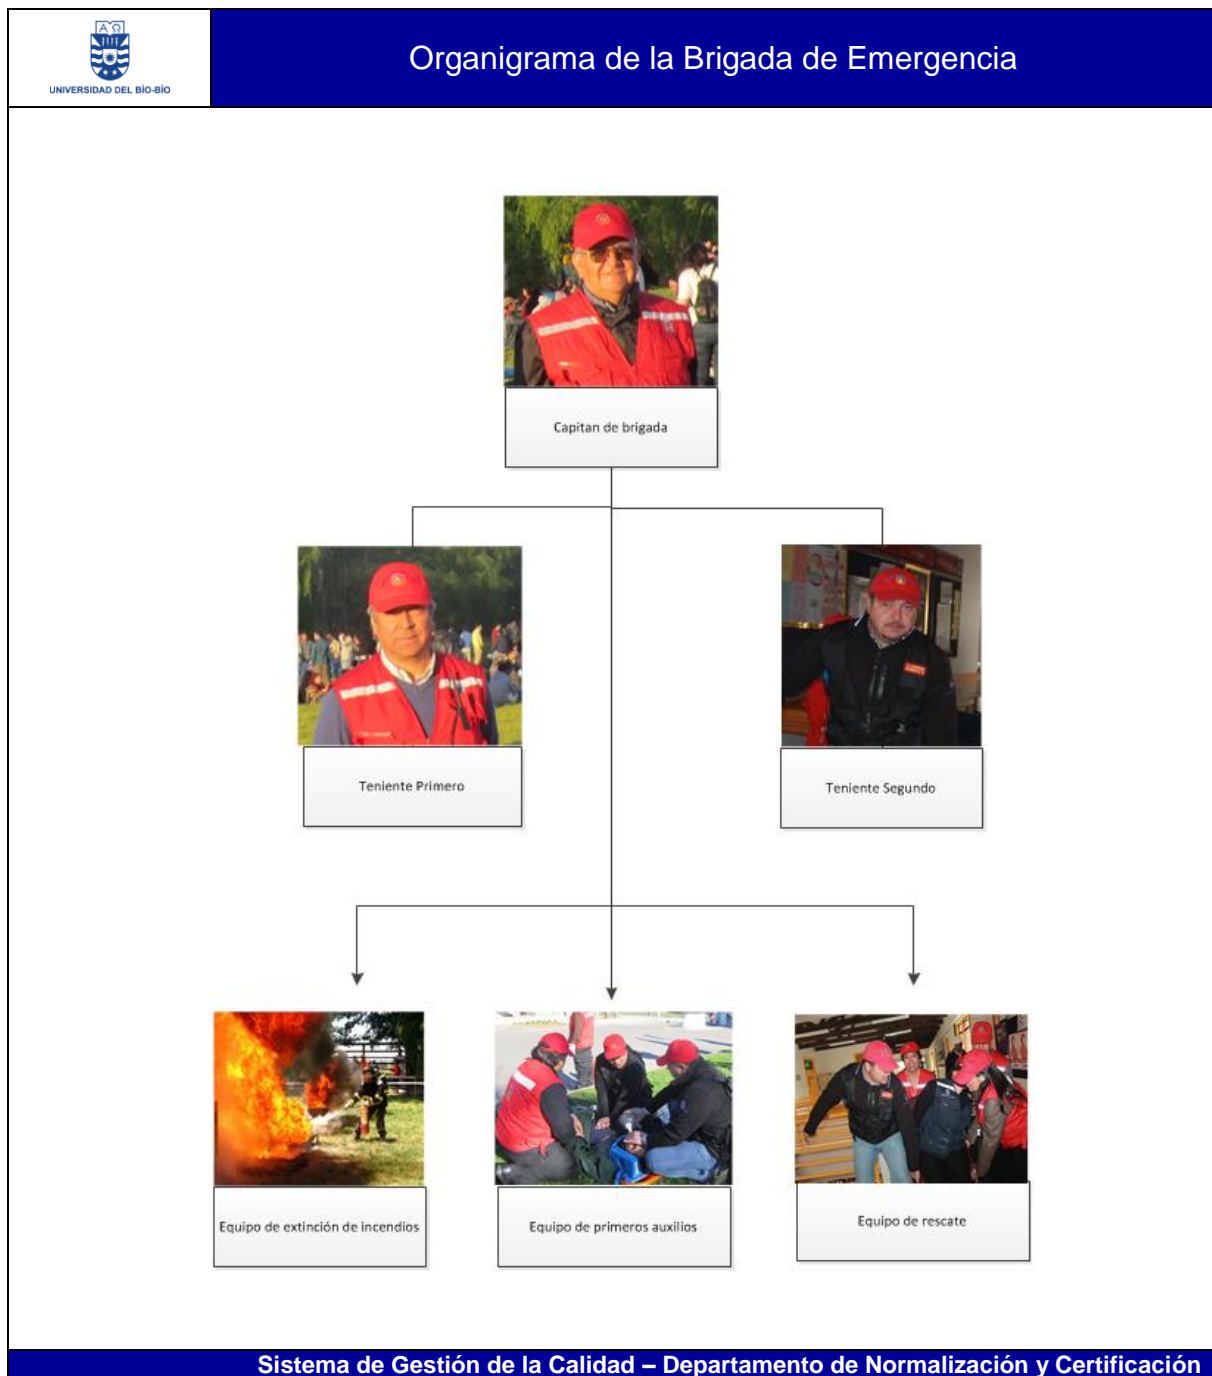 ΑΩ
UNIVERSIDAD DEL BÍO-BÍO
Organigrama de la Brigada de Emergencia
Capitan de brigada
Teniente Primero
Teniente Segundo
Equipo de extinción de incendios
Equipo de primeros auxilios
Equipo de rescate
Sistema de Gestión de la Calidad – Departamento de Normalización y Certificación